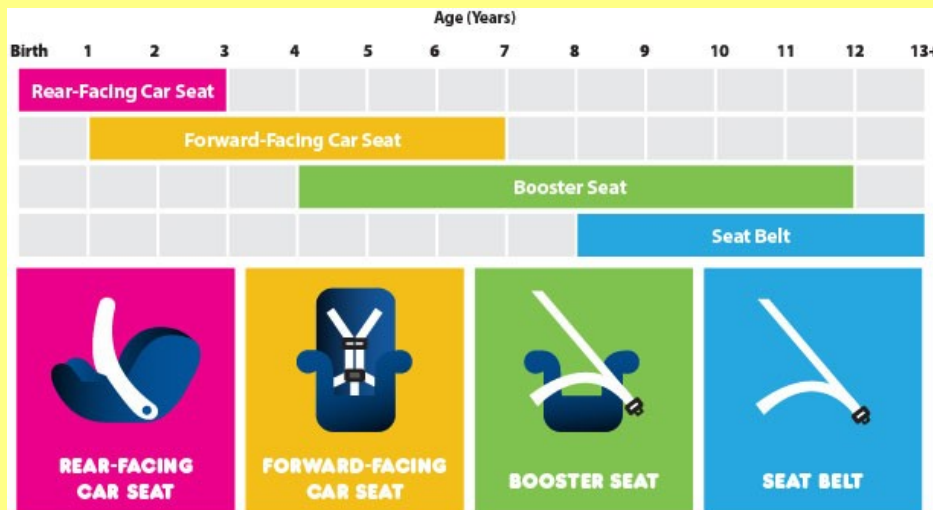 Age (Years)
Birth 1 2 3 4 5 6 7 8 9 10 11 12 13+
Rear-Facing Car Seat
Forward-Facing Car Seat
Booster Seat
Seat Belt
REAR-FACING
CAR SEAT
FORWARD-FACING
CAR SEAT
BOOSTER SEAT
SEAT BELT